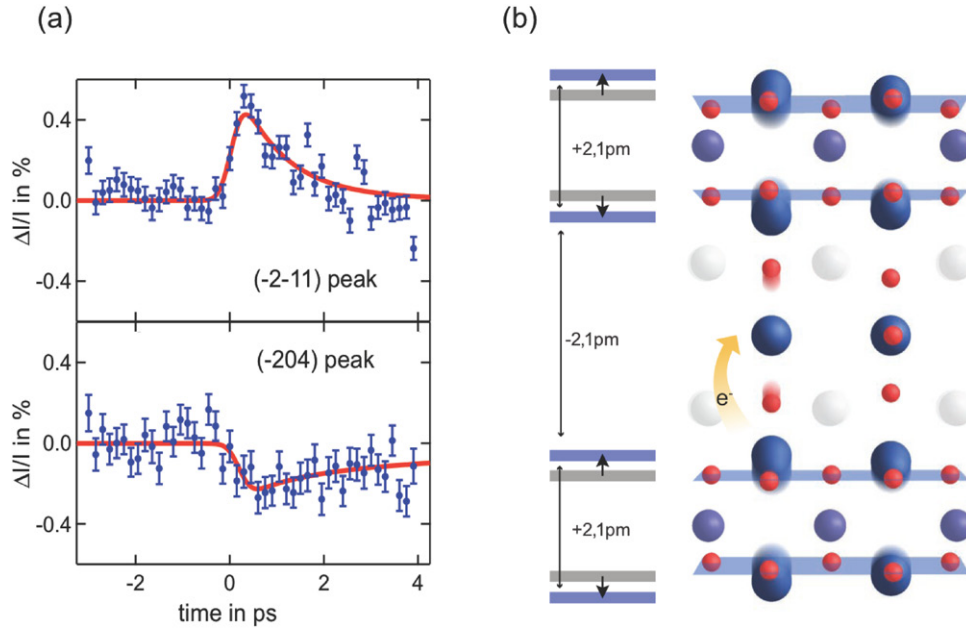 (a)
(b)
ΔI/I in %
0.4
0.0
-0.4
(-2-11) peak
ΔI/I in %
0.4
0.0
-0.4
(-204) peak
-2
0
2
4
time in ps
+2,1pm
-2,1pm
+2,1pm
e-